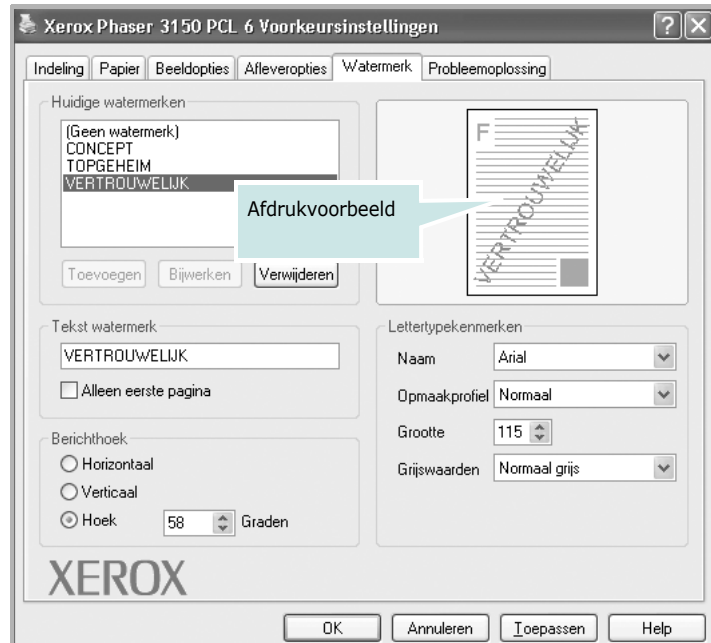 Xerox Phaser 3150 PCL 6 Voorkeursinstellingen
Indeling Papier Beeldopties Afleveropties Watermerk Probleemoplossing
Huidige watermerken
(Geen watermerk)
CONCEPT
TOPGEHEIM
VERTROUWELIJK
Toevoegen Bijwerken Verwijderen
F
VERTROUWELIJK
Afdrukvoorbeeld
Tekst watermerk
VERTROUWELIJK
Alleen eerste pagina
Berichthoek
Horizontaal
Verticaal
Hoek 58 Graden
Lettertypekenmerken
Naam Arial
Opmaakprofiel Normaal
Grootte 115
Grijswaarden Normaal grijs
XEROX
OK Annuleren Toepassen Help